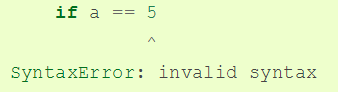 if a == 5
^
SyntaxError: invalid syntax